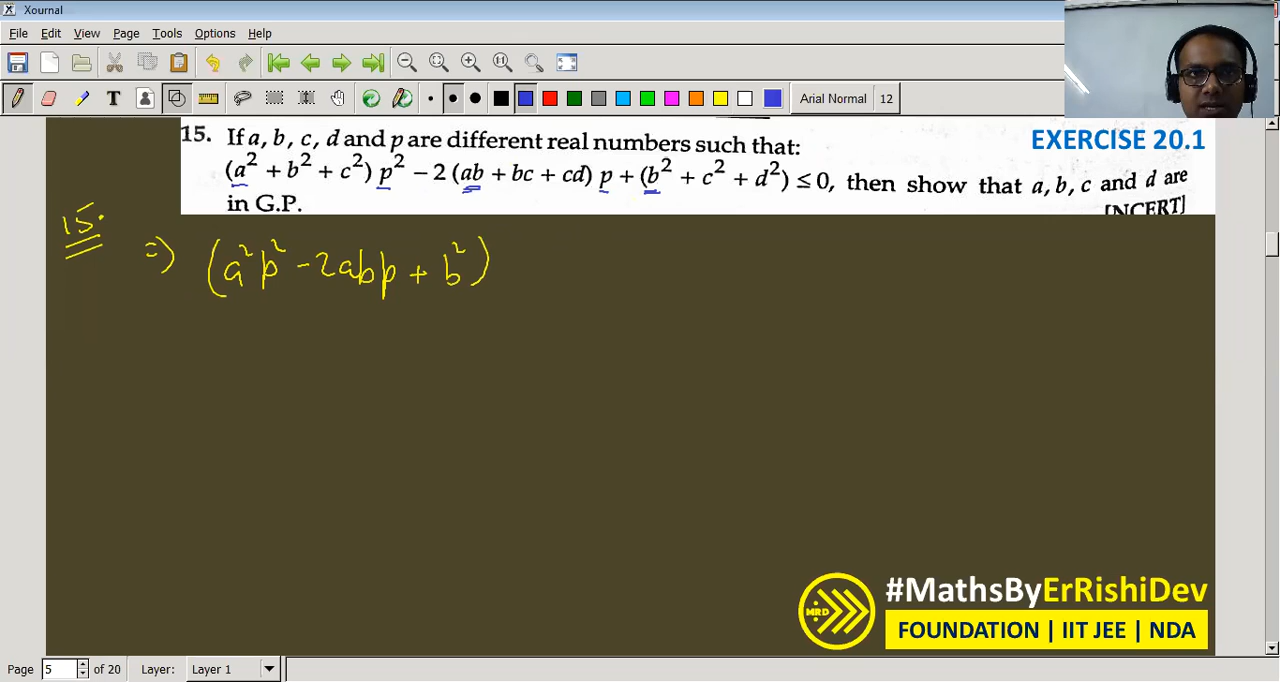 Xournal
File Edit View Page Tools Options Help
Arial Normal 12
15. If a, b, c, d and p are different real numbers such that:
(a² + b² + c²) p² − 2 (ab + bc + cd) p + (b² + c² + d²) ≤ 0, then show that a, b, c and d are
in G.P.
[NCERT]
EXERCISE 20.1
15.
⇒ (a²p² − 2abp + b²)
#MathsByErRishiDev
MRD
FOUNDATION | IIT JEE | NDA
Page 5 of 20 Layer: Layer 1